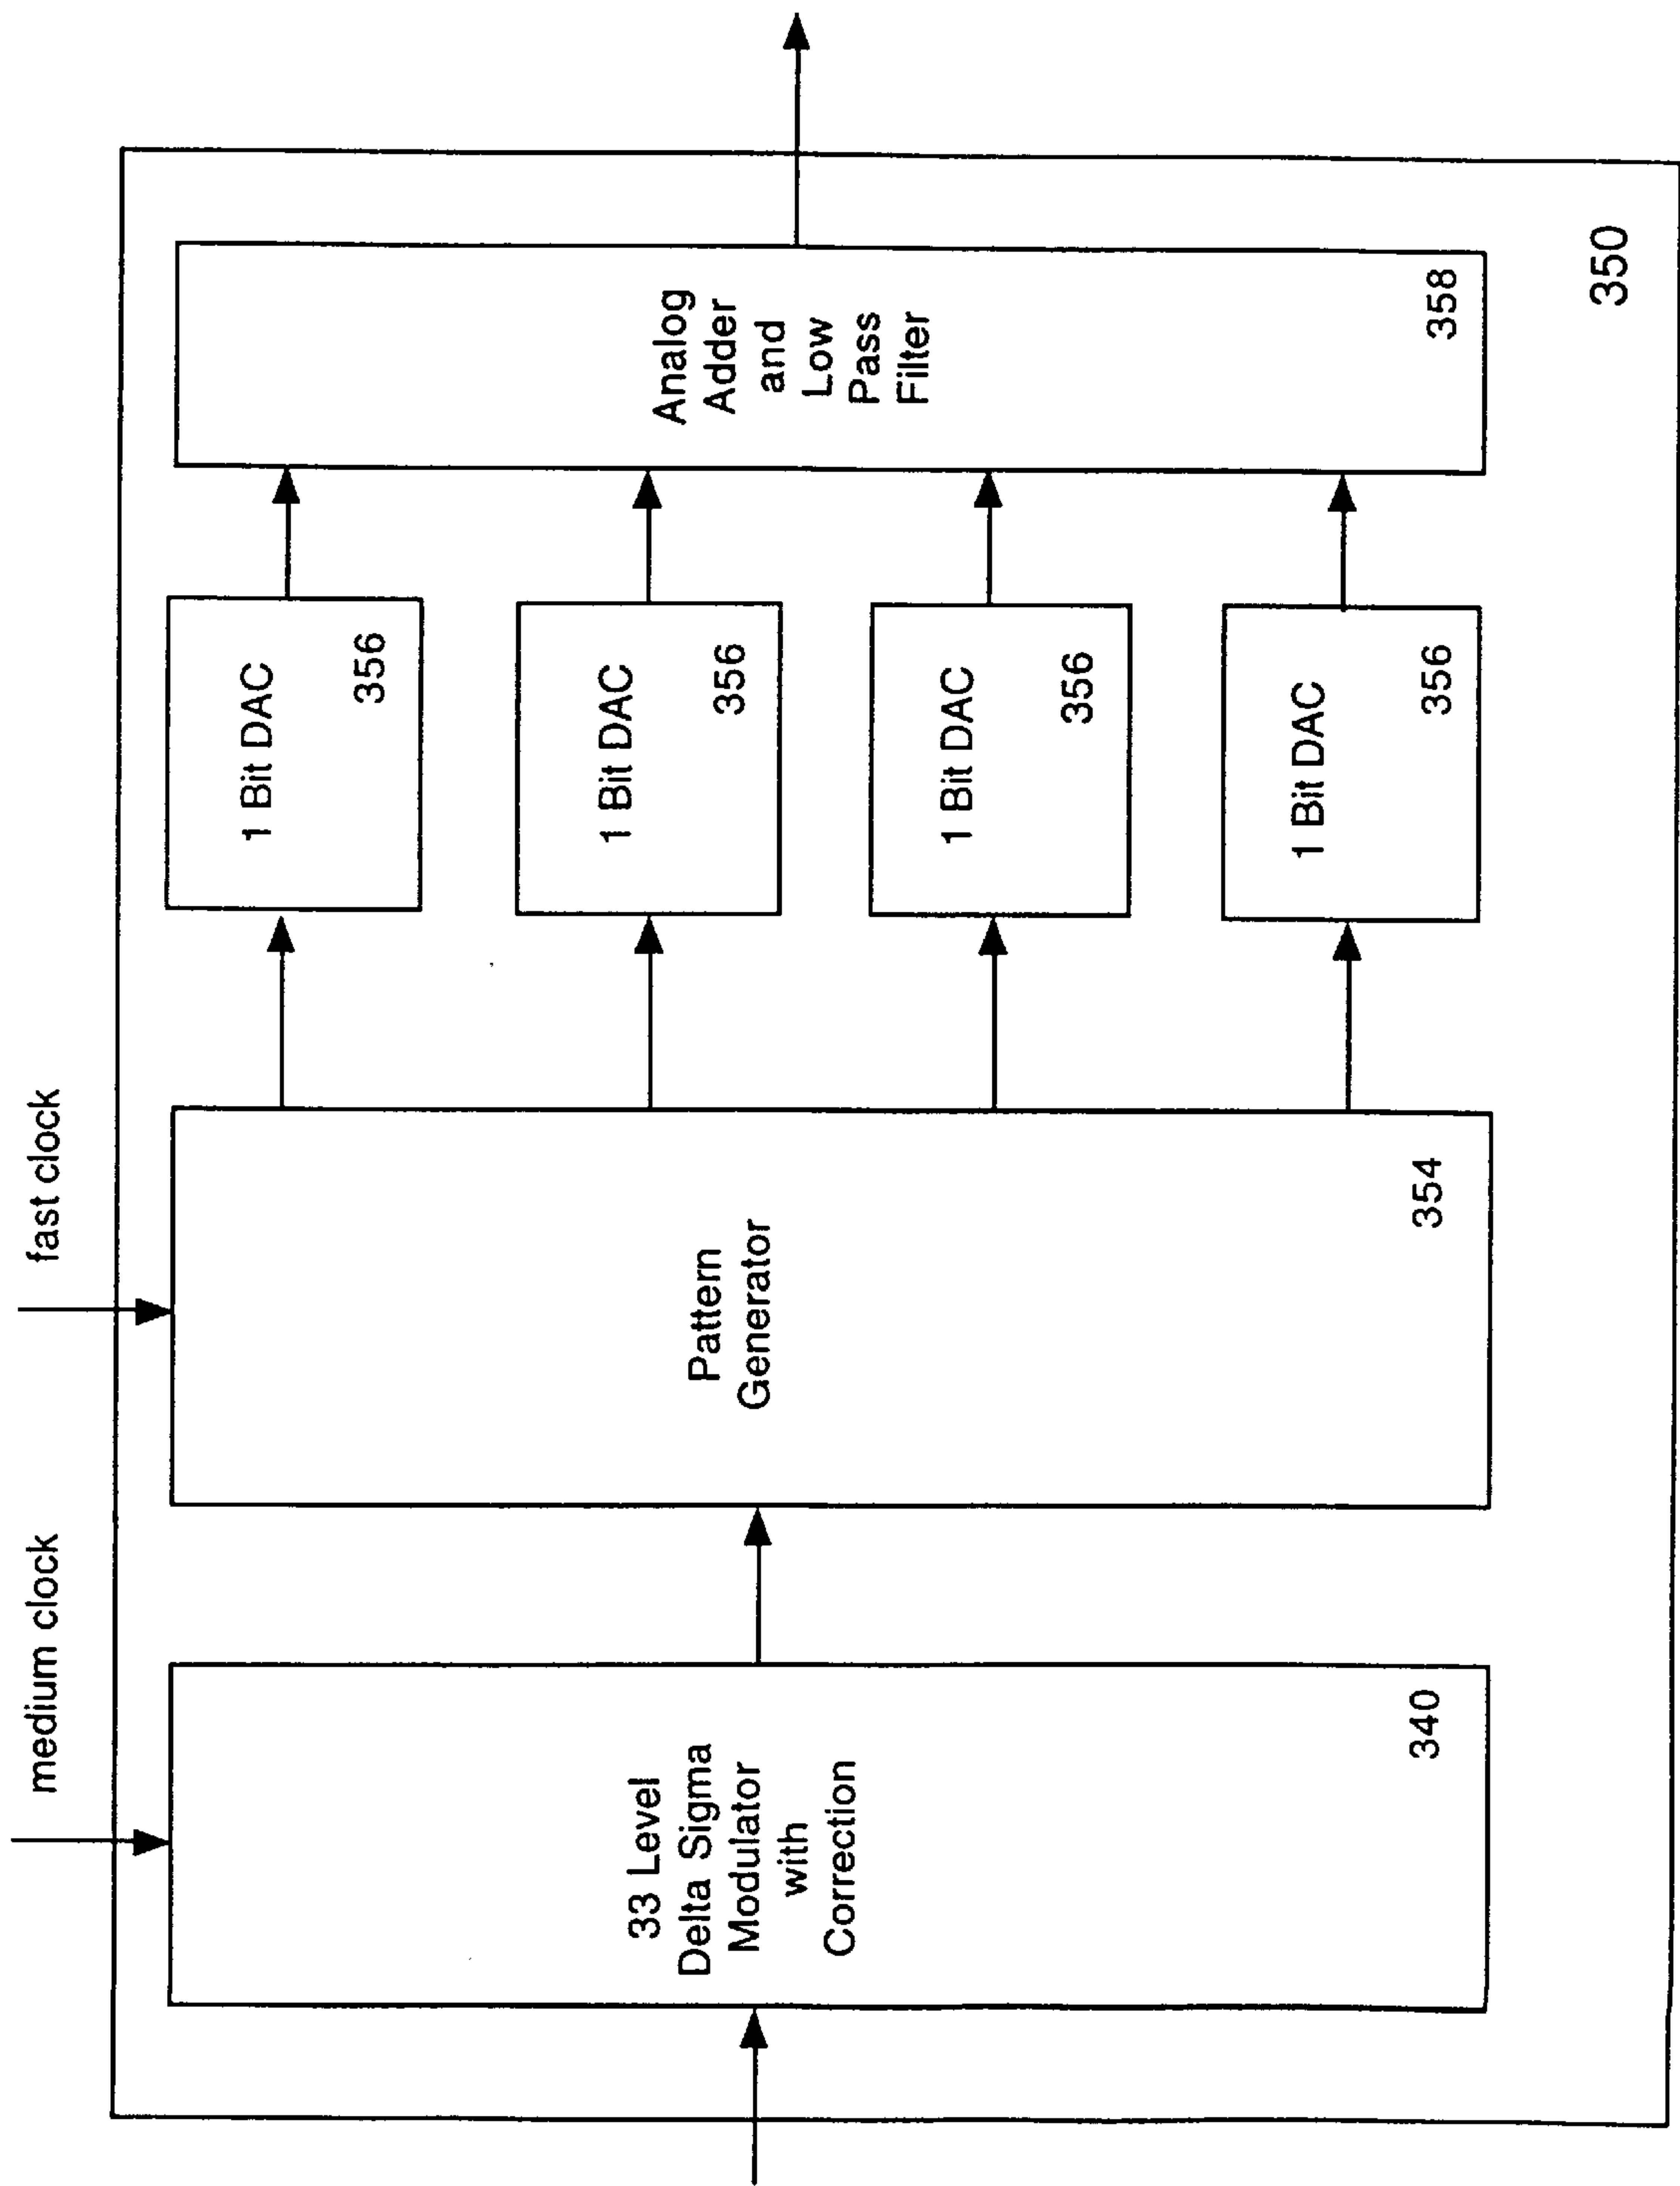 medium clock
fast clock
33 Level
Delta Sigma
Modulator
with
Correction
340
Pattern
Generator
354
1 Bit DAC
356
1 Bit DAC
356
1 Bit DAC
356
1 Bit DAC
356
Analog
Adder
and
Low
Pass
Filter
358
350